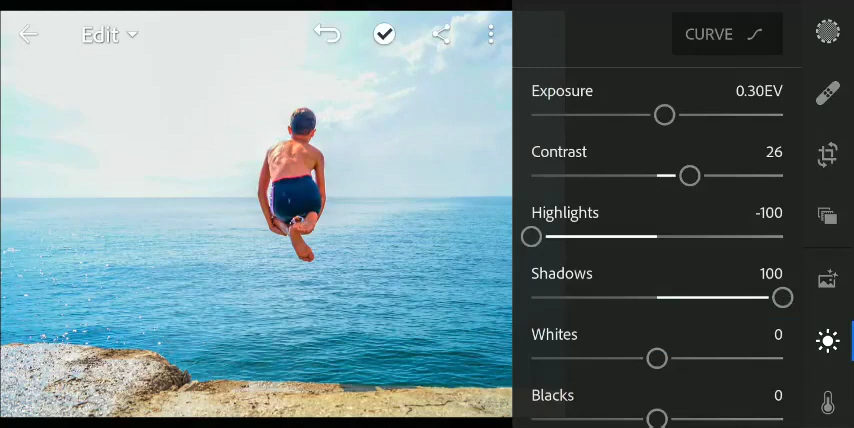 Edit
CURVE
Exposure 0.30EV
Contrast 26
Highlights -100
Shadows 100
Whites 0
Blacks 0